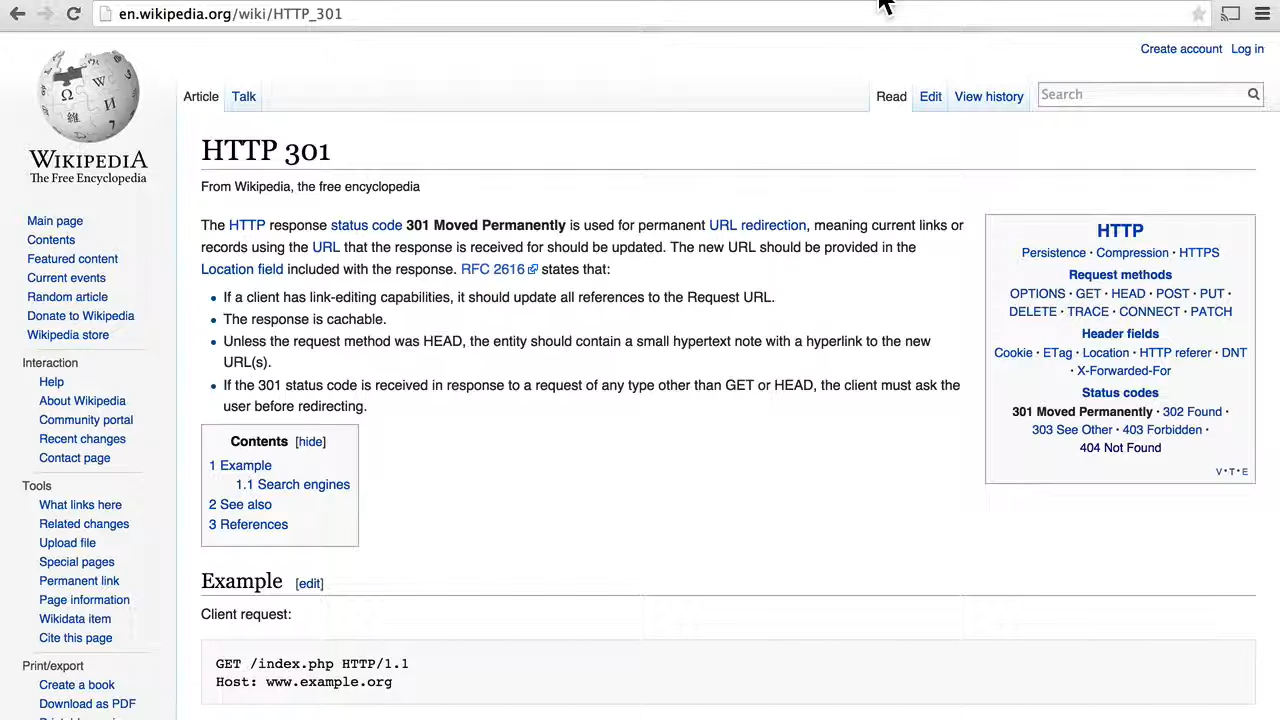 en.wikipedia.org/wiki/HTTP_301
Create account Log in
Article Talk Read Edit View history Search
WIKIPEDIA
The Free Encyclopedia
Main page
Contents
Featured content
Current events
Random article
Donate to Wikipedia
Wikipedia store
Interaction
Help
About Wikipedia
Community portal
Recent changes
Contact page
Tools
What links here
Related changes
Upload file
Special pages
Permanent link
Page information
Wikidata item
Cite this page
Print/export
Create a book
Download as PDF
HTTP 301
From Wikipedia, the free encyclopedia
The HTTP response status code 301 Moved Permanently is used for permanent URL redirection, meaning current links or
records using the URL that the response is received for should be updated. The new URL should be provided in the
Location field included with the response. RFC 2616 states that:
• If a client has link-editing capabilities, it should update all references to the Request URL.
• The response is cachable.
• Unless the request method was HEAD, the entity should contain a small hypertext note with a hyperlink to the new
URL(s).
• If the 301 status code is received in response to a request of any type other than GET or HEAD, the client must ask the
user before redirecting.
Contents [hide]
1 Example
1.1 Search engines
2 See also
3 References
Example [edit]
Client request:
GET /index.php HTTP/1.1
Host: www.example.org
HTTP
Persistence · Compression · HTTPS
Request methods
OPTIONS · GET · HEAD · POST · PUT ·
DELETE · TRACE · CONNECT · PATCH
Header fields
Cookie · ETag · Location · HTTP referer · DNT
· X-Forwarded-For
Status codes
301 Moved Permanently · 302 Found ·
303 See Other · 403 Forbidden ·
404 Not Found
V · T · E